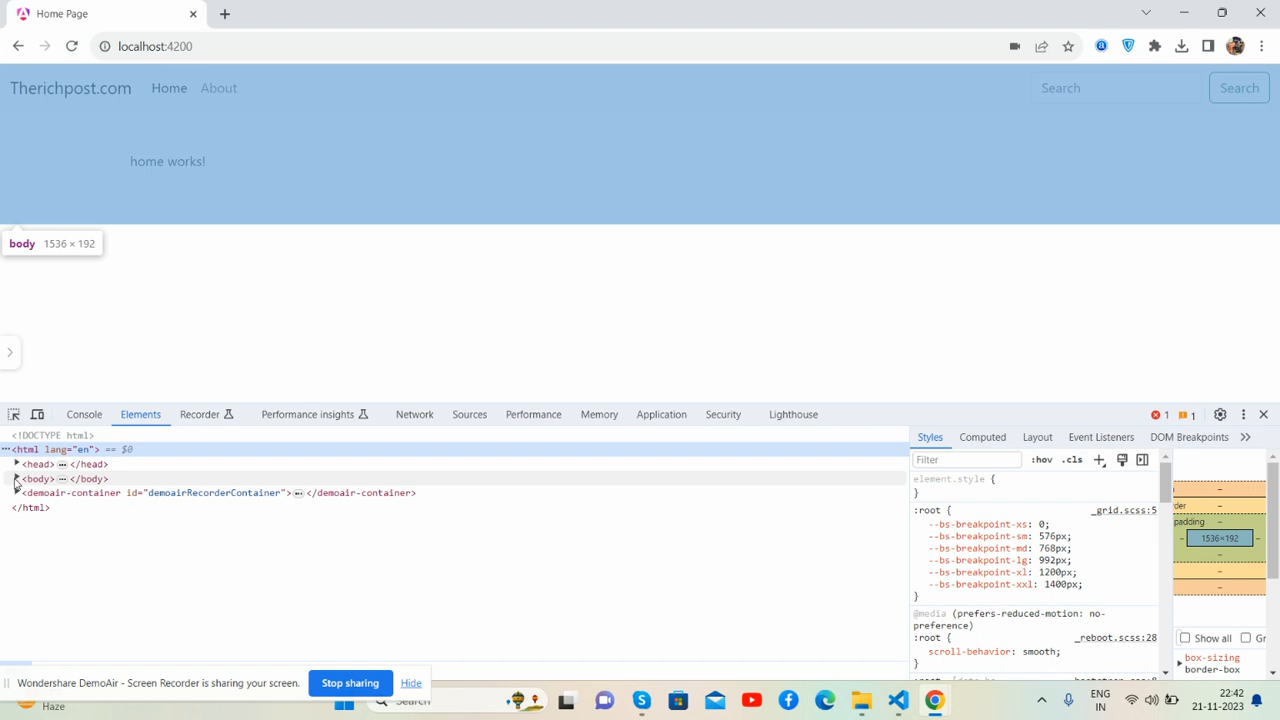 Home Page
localhost:4200
Therichpost.com Home About Search Search
home works!
body 1536 × 192
Console Elements Recorder Performance insights Network Sources Performance Memory Application Security Lighthouse 1 1
<!DOCTYPE html>
<html lang="en"> == $0
<head> </head>
<body> </body>
<demoair-container id="demoairRecorderContainer"> </demoair-container>
</html>
Styles Computed Layout Event Listeners DOM Breakpoints
Filter :hov .cls
element.style {
}
:root { _grid.scss:5
--bs-breakpoint-xs: 0;
--bs-breakpoint-sm: 576px;
--bs-breakpoint-md: 768px;
--bs-breakpoint-lg: 992px;
--bs-breakpoint-xl: 1200px;
--bs-breakpoint-xxl: 1400px;
}
@media (prefers-reduced-motion: no-
preference)
:root { _reboot.scss:28
scroll-behavior: smooth;
}
padding
1536×192
Show all
box-sizing
border-box
Wondershare DemoAir - Screen Recorder is sharing your screen. Stop sharing Hide
Haze
Search
ENG
IN
22:42
21-11-2023